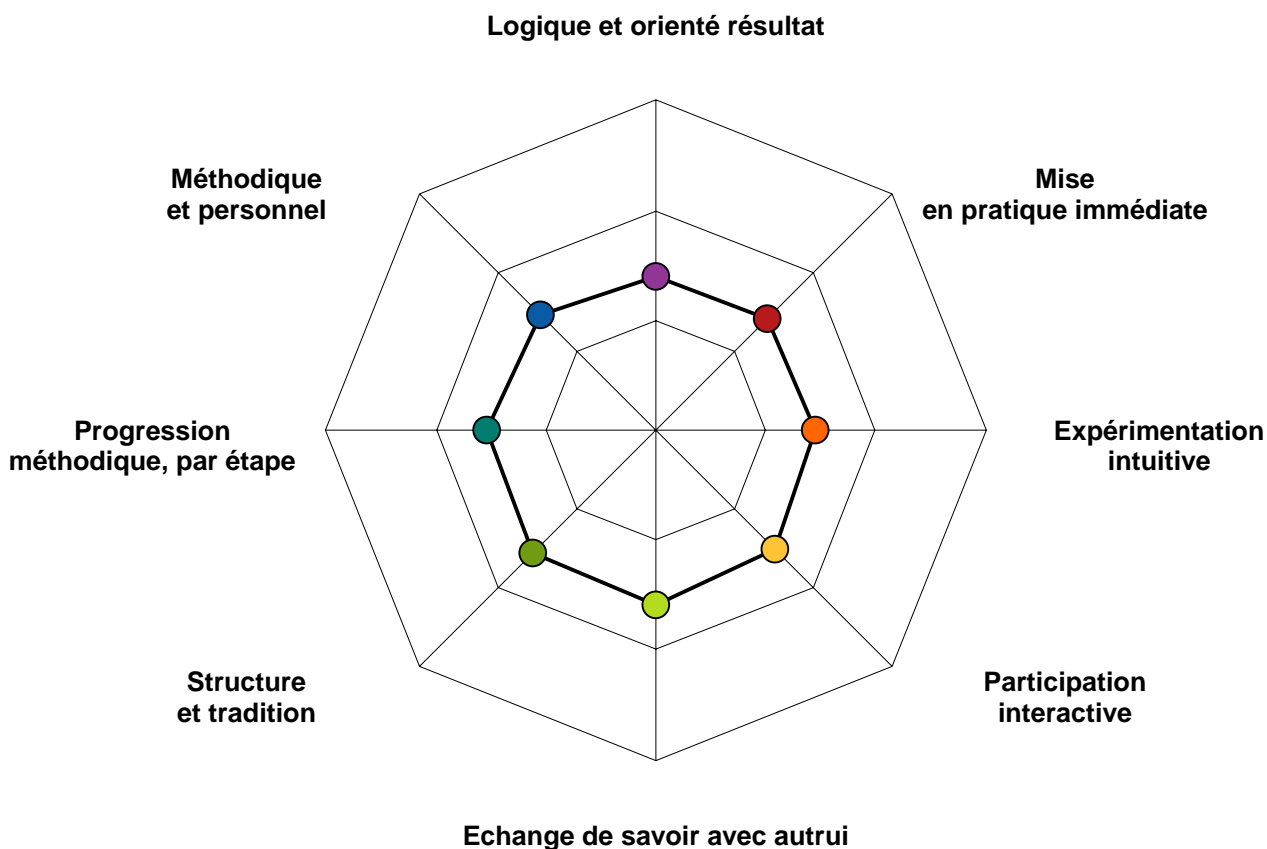 Logique et orienté résultat
Méthodique
et personnel
Mise
en pratique immédiate
Progression
méthodique, par étape
Expérimentation
intuitive
Structure
et tradition
Participation
interactive
Echange de savoir avec autrui